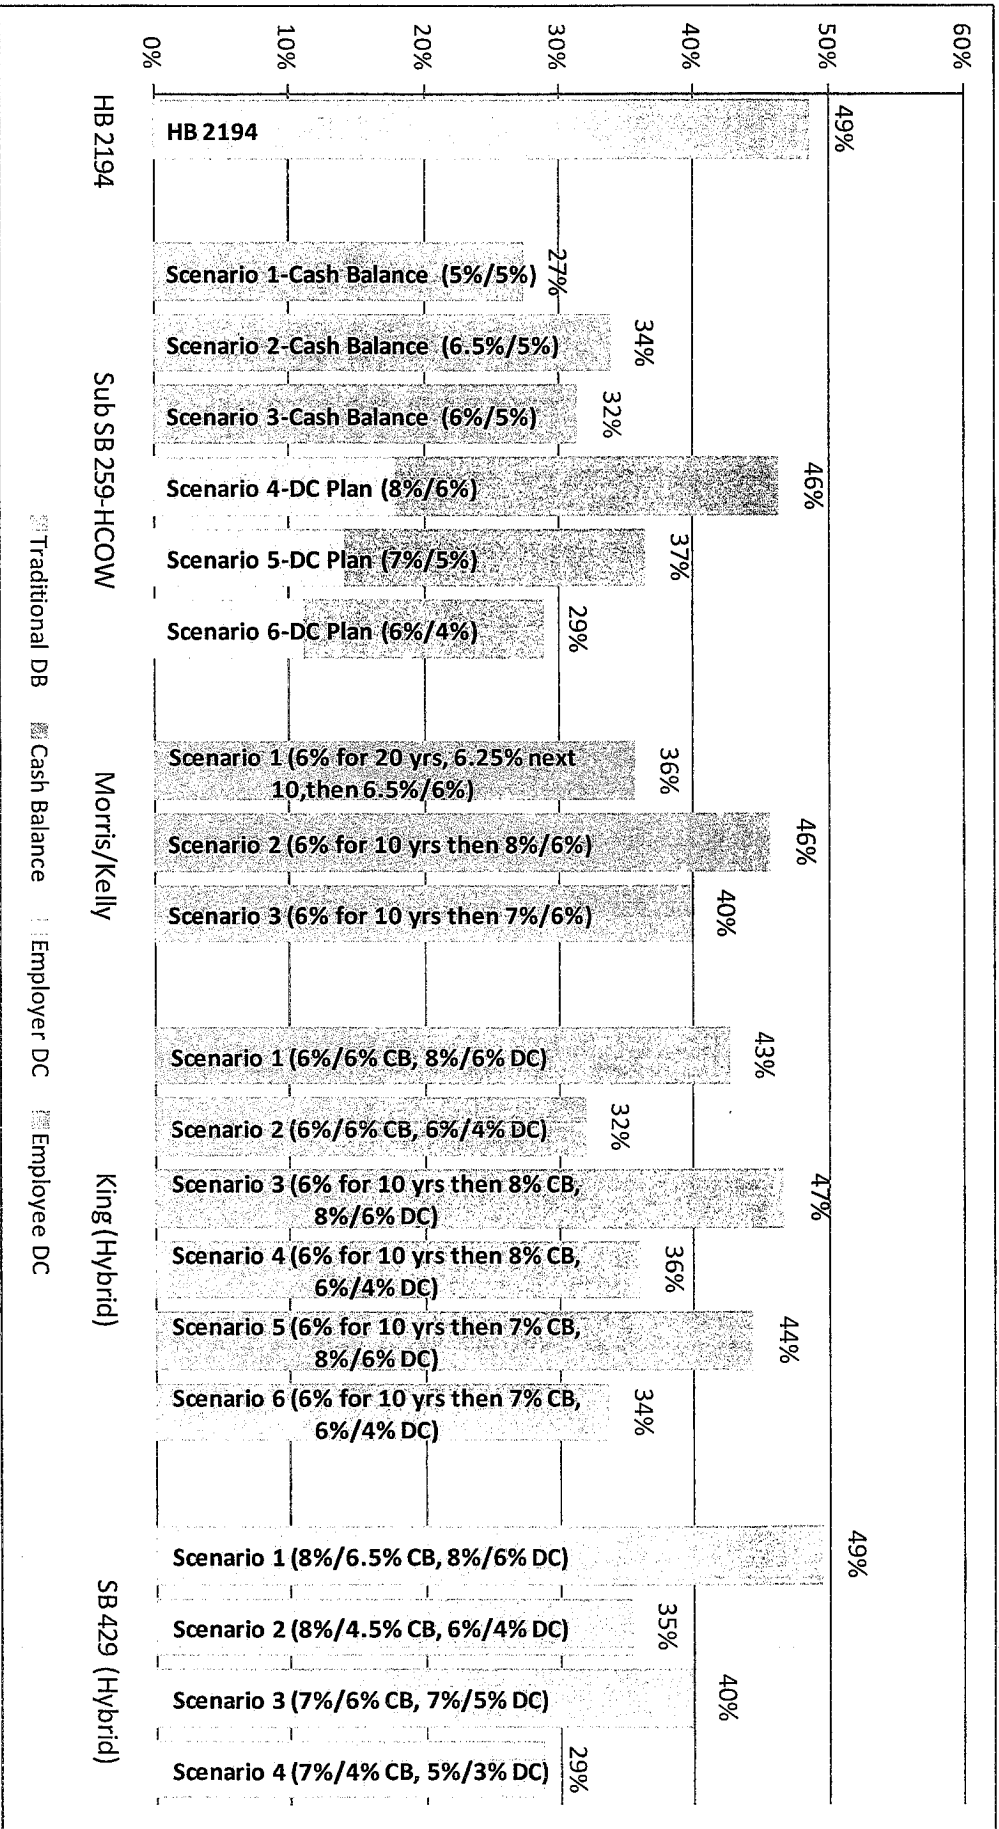 60%
50%
40%
30%
20%
10%
0%
49%
HB 2194
HB 2194
27%
Scenario 1-Cash Balance (5%/5%)
34%
Scenario 2-Cash Balance (6.5%/5%)
32%
Scenario 3-Cash Balance (6%/5%)
46%
Scenario 4-DC Plan (8%/6%)
37%
Scenario 5-DC Plan (7%/5%)
29%
Scenario 6-DC Plan (6%/4%)
Sub SB 259-HCOW
36%
Scenario 1 (6% for 20 yrs, 6.25% next
10,then 6.5%/6%)
46%
Scenario 2 (6% for 10 yrs then 8%/6%)
40%
Scenario 3 (6% for 10 yrs then 7%/6%)
Morris/Kelly
43%
Scenario 1 (6%/6% CB, 8%/6% DC)
32%
Scenario 2 (6%/6% CB, 6%/4% DC)
47%
Scenario 3 (6% for 10 yrs then 8% CB,
8%/6% DC)
36%
Scenario 4 (6% for 10 yrs then 8% CB,
6%/4% DC)
44%
Scenario 5 (6% for 10 yrs then 7% CB,
8%/6% DC)
34%
Scenario 6 (6% for 10 yrs then 7% CB,
6%/4% DC)
King (Hybrid)
49%
Scenario 1 (8%/6.5% CB, 8%/6% DC)
35%
Scenario 2 (8%/4.5% CB, 6%/4% DC)
40%
Scenario 3 (7%/6% CB, 7%/5% DC)
29%
Scenario 4 (7%/4% CB, 5%/3% DC)
SB 429 (Hybrid)
Traditional DB Cash Balance Employer DC Employee DC